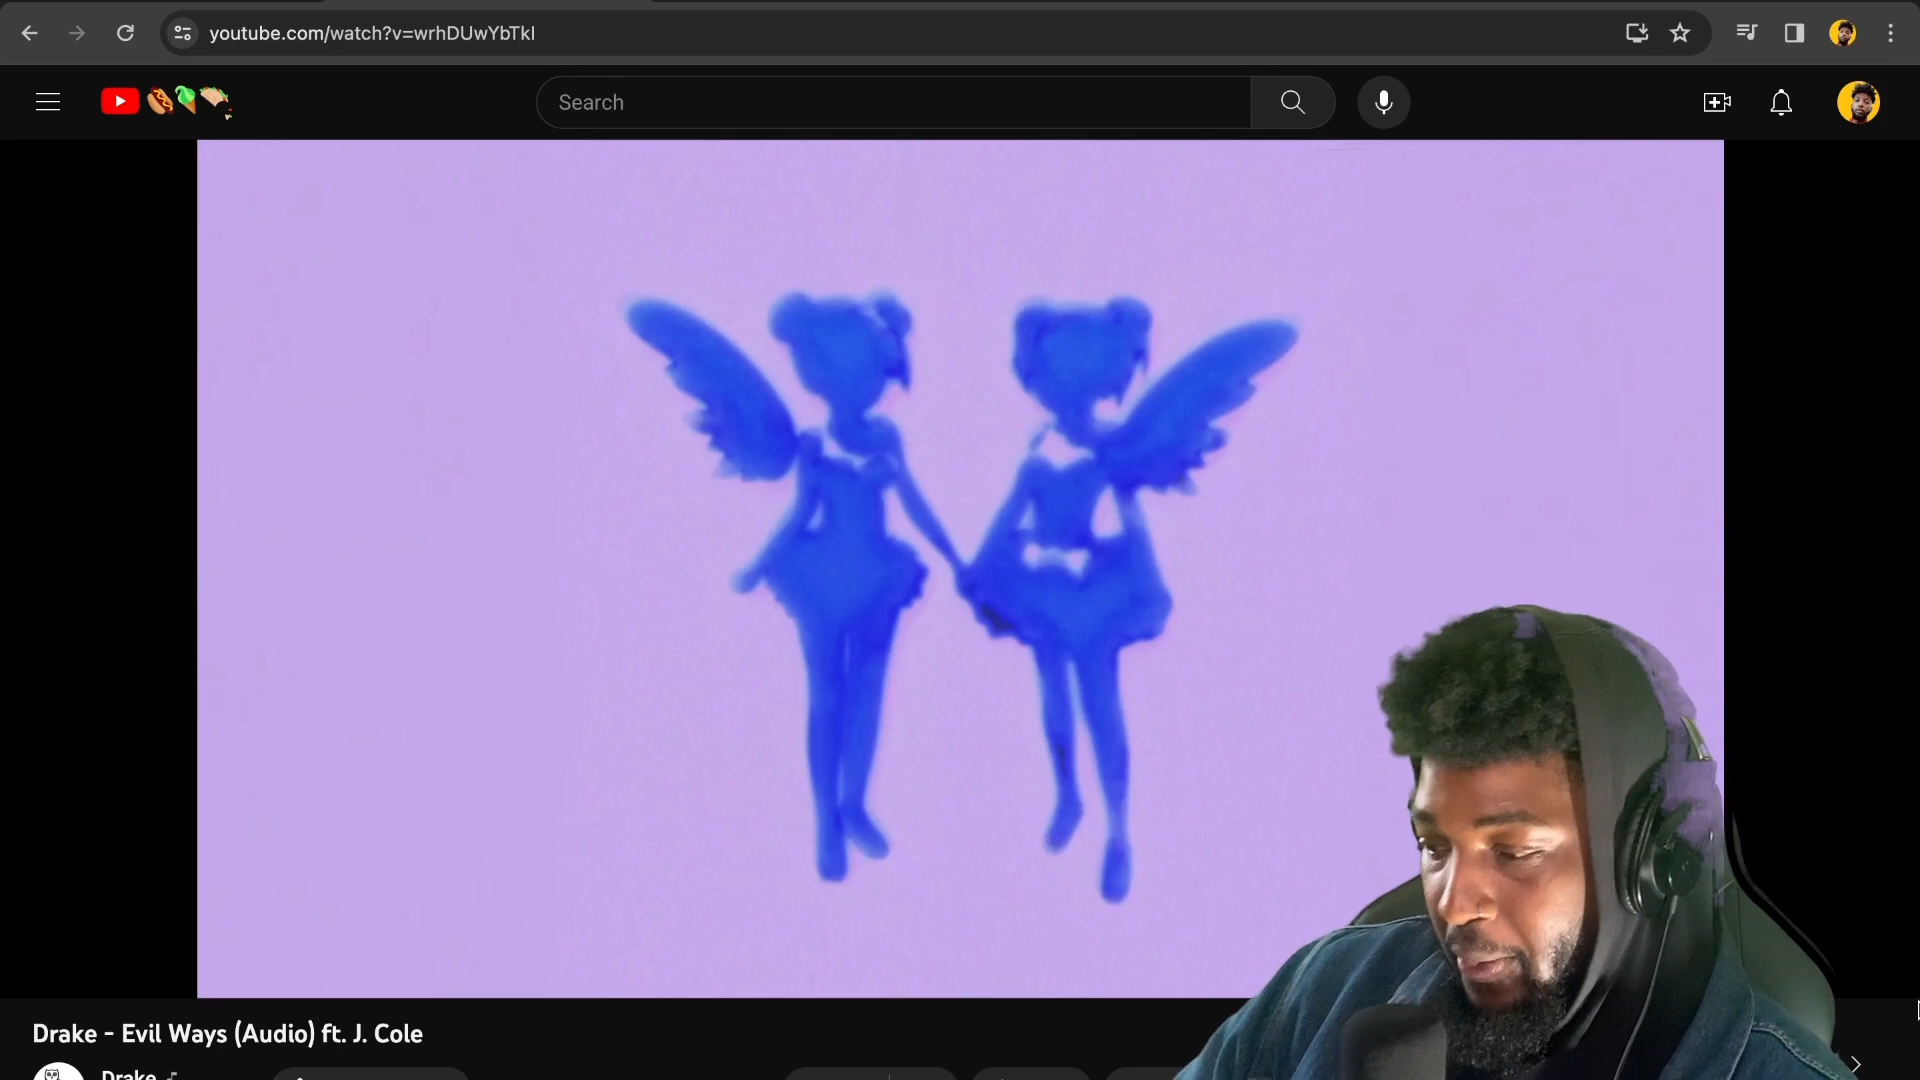 youtube.com/watch?v=wrhDUwYbTkI
Search
Drake - Evil Ways (Audio) ft. J. Cole
Drake